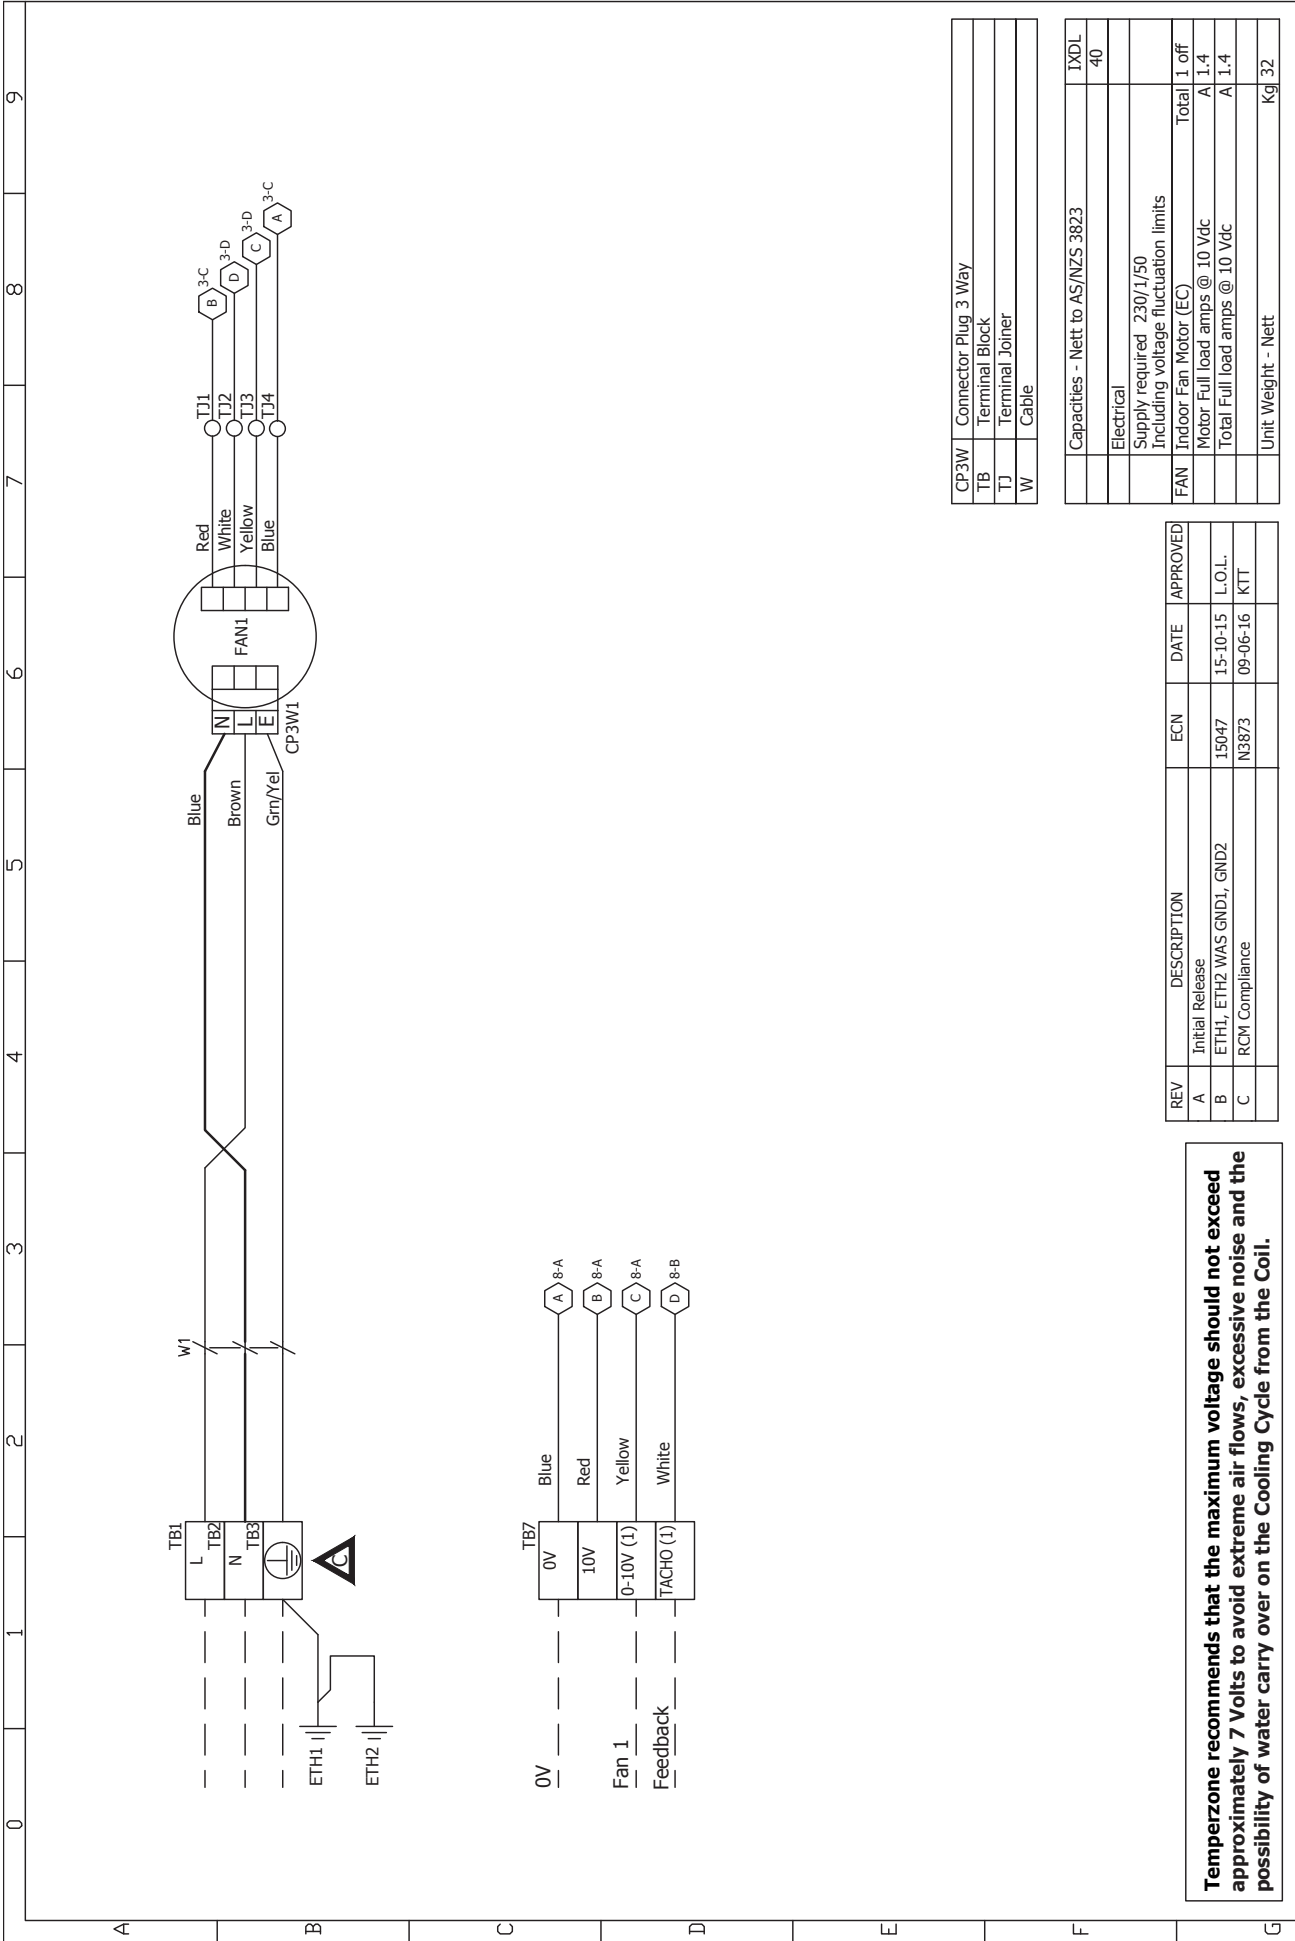 0 1 2 3 4 5 6 7 8 9
A
B
C
D
E
F
G
TB1
L
TB2
N
TB3
C
ETH1
ETH2
W1
Blue
Brown
Grn/Yel
N
L
E
CP3W1
FAN1
Red
White
Yellow
Blue
TJ1
TJ2
TJ3
TJ4
B 3-C
D 3-D
C 3-D
A 3-C
TB7
0V
10V
0-10V (1)
TACHO (1)
0V
Fan 1
Feedback
Blue
Red
Yellow
White
A 8-A
B 8-A
C 8-A
D 8-B
CP3W Connector Plug 3 Way
TB Terminal Block
TJ Terminal Joiner
W Cable
Capacities - Nett to AS/NZS 3823 IXDL
40
Electrical
Supply required 230/1/50
Including voltage fluctuation limits
FAN Indoor Fan Motor (EC) Total 1 off
Motor Full load amps @ 10 Vdc A 1.4
Total Full load amps @ 10 Vdc A 1.4
Unit Weight - Nett Kg 32
REV DESCRIPTION ECN DATE APPROVED
A Initial Release
B ETH1, ETH2 WAS GND1, GND2 15047 15-10-15 L.O.L.
C RCM Compliance N3873 09-06-16 KTT
Temperzone recommends that the maximum voltage should not exceed
approximately 7 Volts to avoid extreme air flows, excessive noise and the
possibility of water carry over on the Cooling Cycle from the Coil.